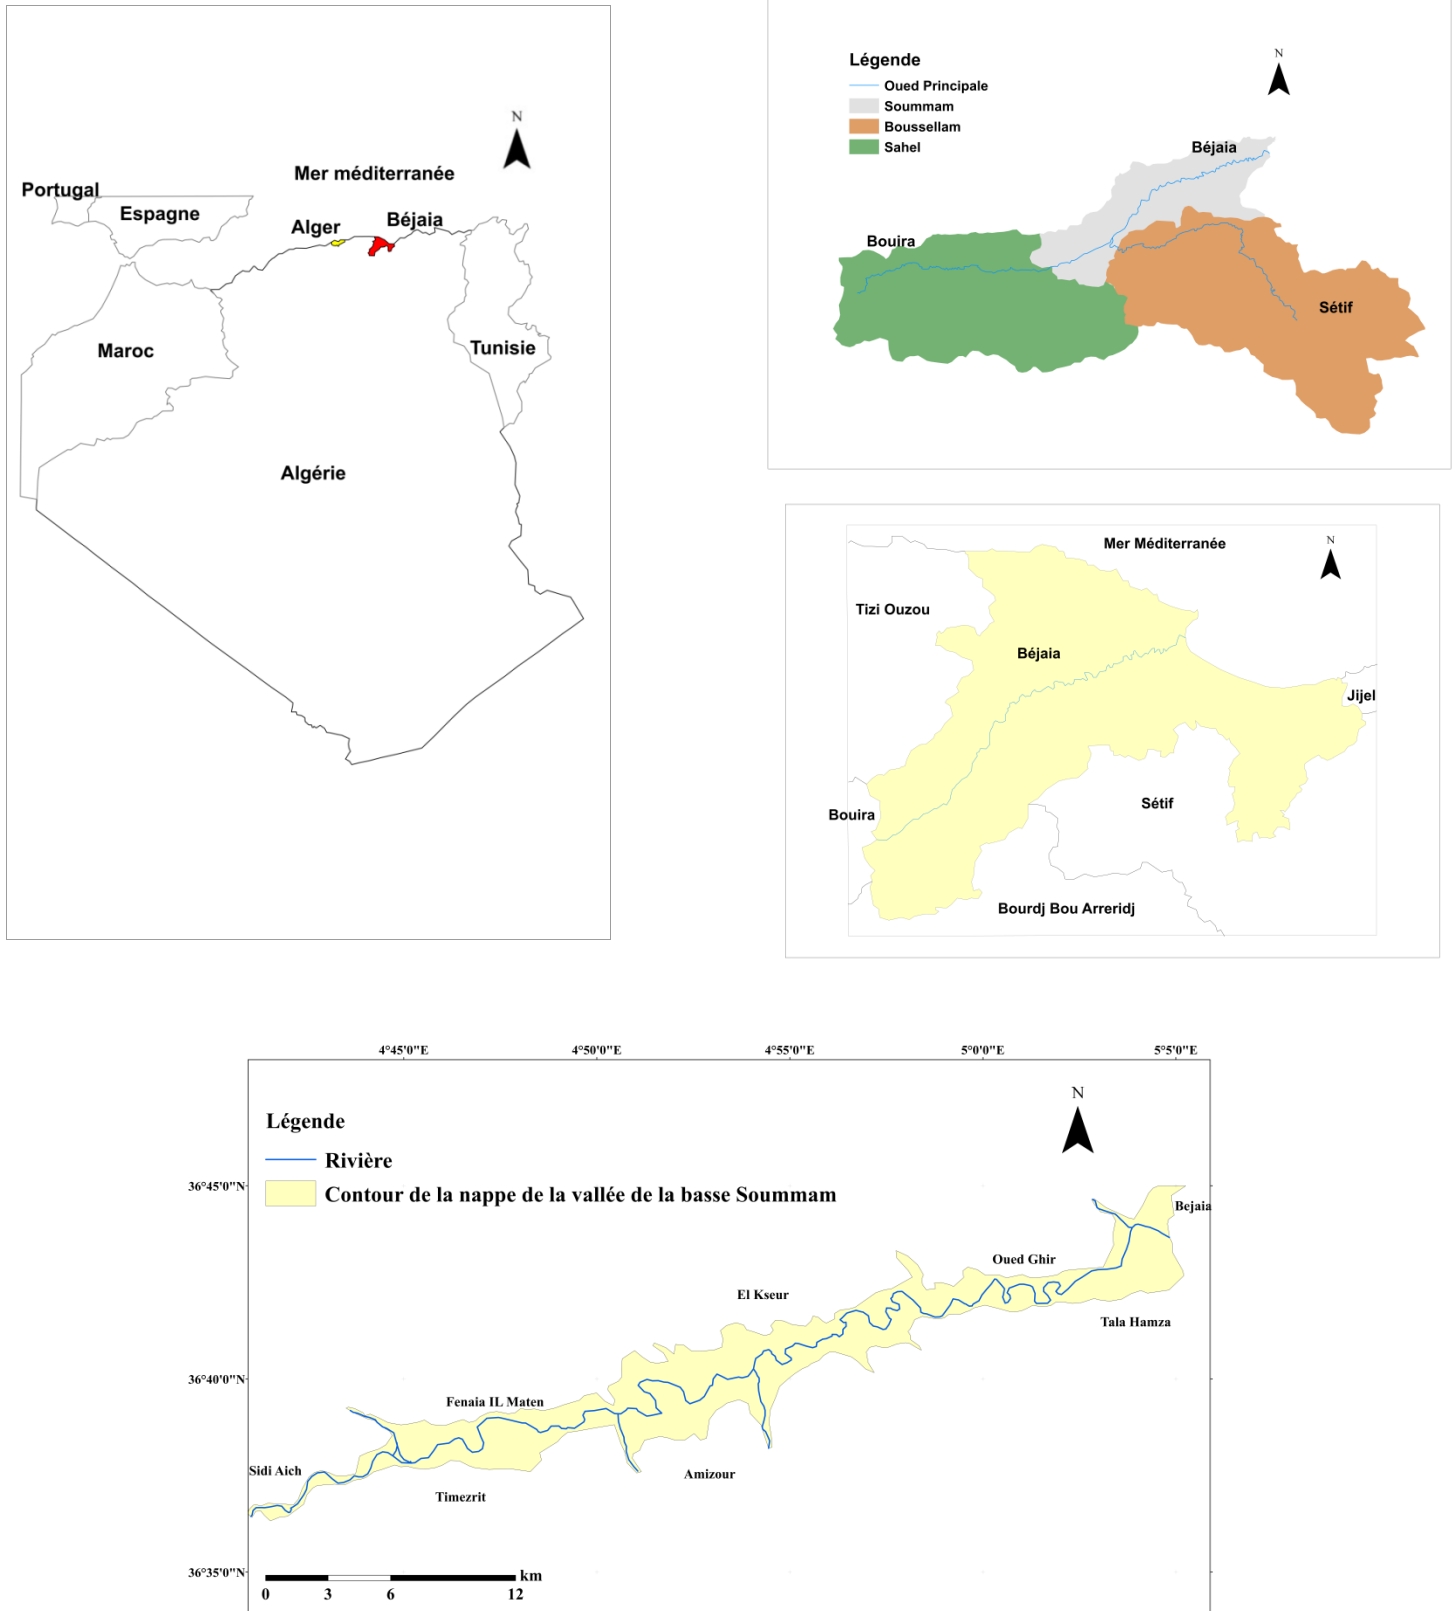 N
Mer méditerranée
Portugal
Espagne
Alger
Béjaia
Maroc
Tunisie
Algérie
Légende
Oued Principale
Soummam
Boussellam
Sahel
N
Béjaia
Bouira
Sétif
Mer Méditerranée
N
Tizi Ouzou
Béjaia
Jijel
Bouira
Sétif
Bourdj Bou Arreridj
4°45'0"E 4°50'0"E 4°55'0"E 5°0'0"E 5°5'0"E
N
Légende
Rivière
Contour de la nappe de la vallée de la basse Soummam
36°45'0"N
Bejaia
Oued Ghir
El Kseur
Tala Hamza
36°40'0"N
Fenaia IL Maten
Sidi Aich
Amizour
Timezrit
36°35'0"N
km
0 3 6 12